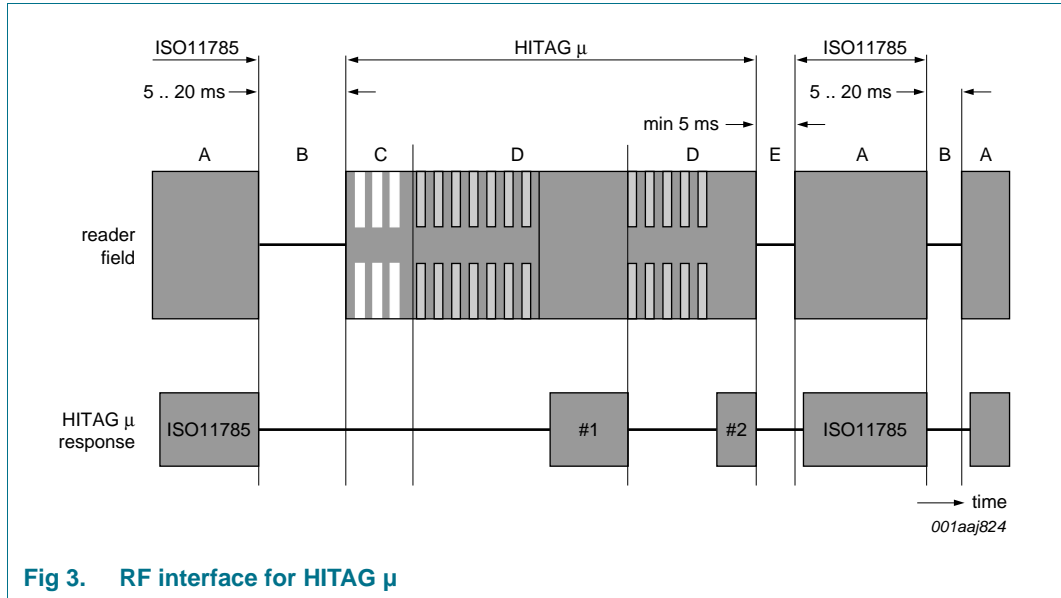 ISO11785 HITAG μ ISO11785
5 .. 20 ms 5 .. 20 ms
min 5 ms
A B C D D E A B A
reader
field
HITAG μ
response
ISO11785 #1 #2 ISO11785
time
001aaj824
Fig 3. RF interface for HITAG μ